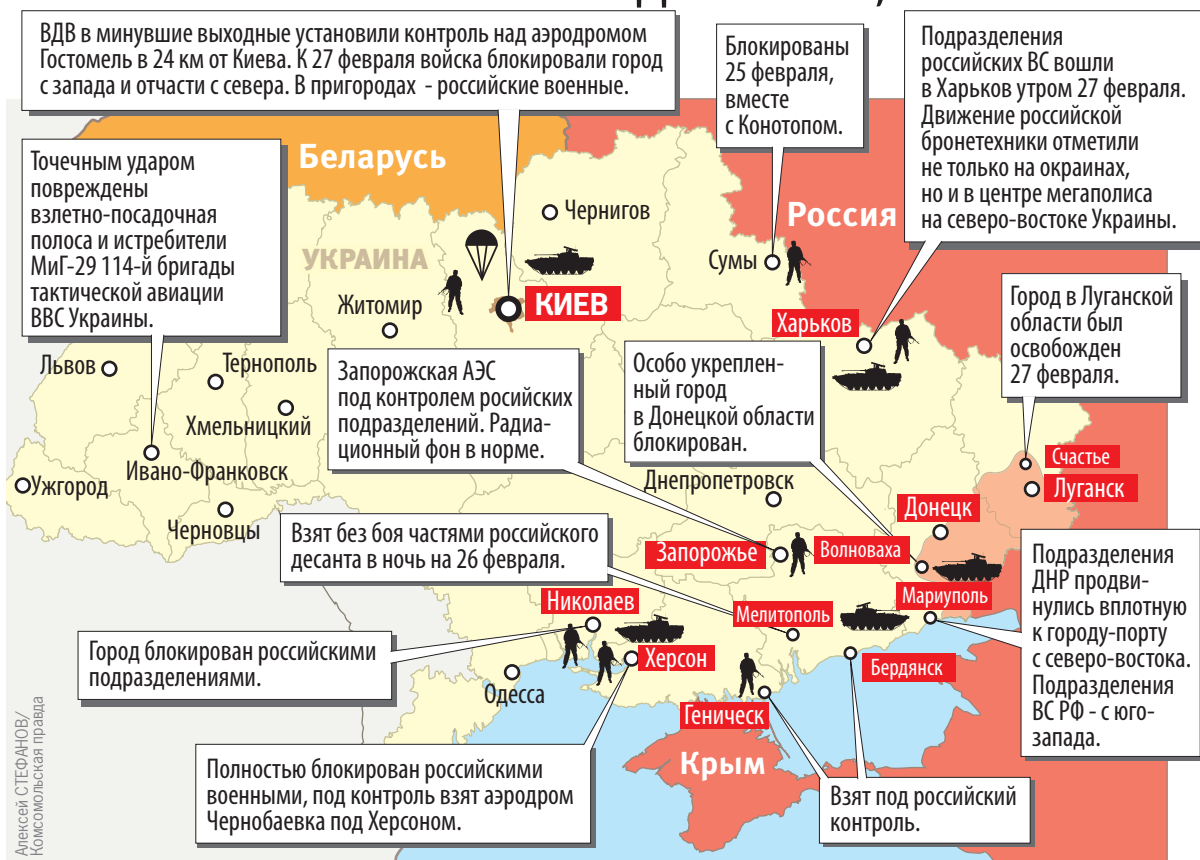 ВДВ в минувшие выходные установили контроль над аэродромом
Гостомель в 24 км от Киева. К 27 февраля войска блокировали город
с запада и отчасти с севера. В пригородах - российские военные.
Блокированы
25 февраля,
вместе
с Конотопом.
Подразделения
российских ВС вошли
в Харьков утром 27 февраля.
Движение российской
бронетехники отметили
не только на окраинах,
но и в центре мегаполиса
на северо-востоке Украины.
Точечным ударом
повреждены
взлетно-посадочная
полоса и истребители
МиГ-29 114-й бригады
тактической авиации
ВВС Украины.
Беларусь
Россия
УКРАИНА
Чернигов
Сумы
Житомир
КИЕВ
Харьков
Город в Луганской
области был
освобожден
27 февраля.
Львов
Тернополь
Хмельницкий
Ивано-Франковск
Ужгород
Черновцы
Запорожская АЭС
под контролем росийских
подразделений. Радиа-
ционный фон в норме.
Особо укреплен-
ный город
в Донецкой области
блокирован.
Счастье
Луганск
Днепропетровск
Донецк
Взят без боя частями российского
десанта в ночь на 26 февраля.
Запорожье
Волноваха
Подразделения
ДНР продви-
нулись вплотную
к городу-порту
с северо-востока.
Подразделения
ВС РФ - с юго-
запада.
Николаев
Мелитополь
Мариуполь
Город блокирован российскими
подразделениями.
Херсон
Бердянск
Одесса
Геническ
Крым
Полностью блокирован российскими
военными, под контроль взят аэродром
Чернобаевка под Херсоном.
Взят под российский
контроль.
Алексей СТЕФАНОВ/
Комсомольская правда